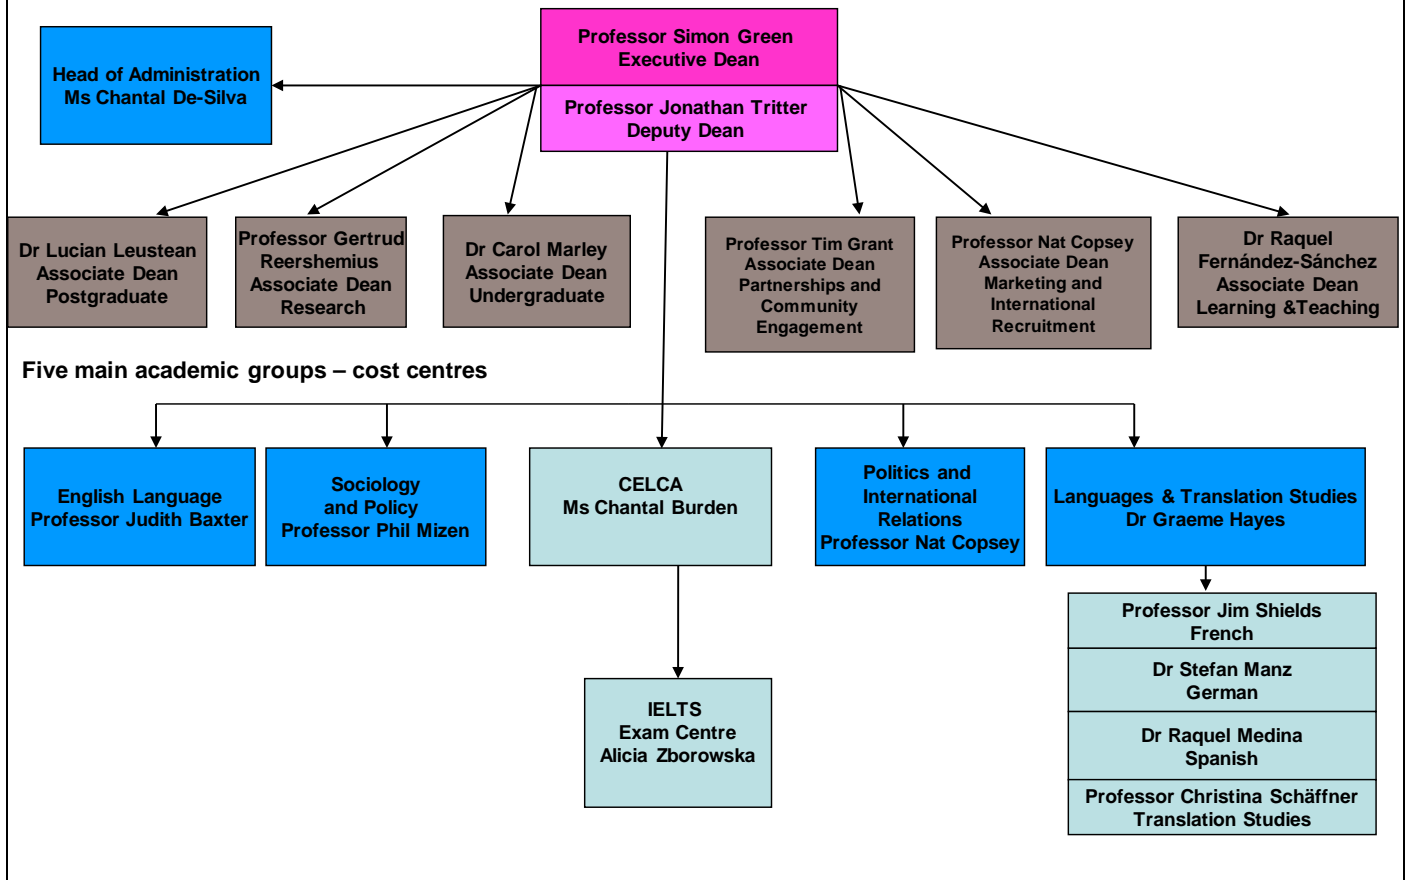 Professor Simon Green
Executive Dean
Head of Administration
Ms Chantal De-Silva
Professor Jonathan Tritter
Deputy Dean
Dr Lucian Leustean
Associate Dean
Postgraduate
Professor Gertrud
Reershemius
Associate Dean
Research
Dr Carol Marley
Associate Dean
Undergraduate
Professor Tim Grant
Associate Dean
Partnerships and
Community
Engagement
Professor Nat Copsey
Associate Dean
Marketing and
International
Recruitment
Dr Raquel
Fernández-Sánchez
Associate Dean
Learning &Teaching
Five main academic groups – cost centres
English Language
Professor Judith Baxter
Sociology
and Policy
Professor Phil Mizen
CELCA
Ms Chantal Burden
Politics and
International
Relations
Professor Nat Copsey
Languages & Translation Studies
Dr Graeme Hayes
IELTS
Exam Centre
Alicia Zborowska
Professor Jim Shields
French
Dr Stefan Manz
German
Dr Raquel Medina
Spanish
Professor Christina Schäffner
Translation Studies